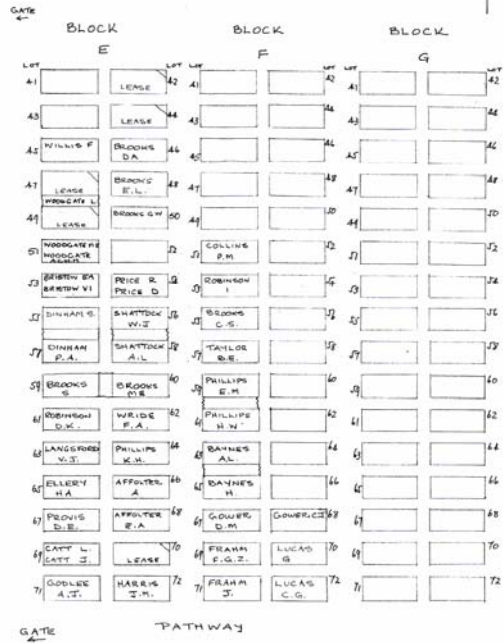 GATE
←
BLOCK BLOCK BLOCK
E F G
LOT LOT LOT LOT LOT LOT
41 LEASE 42 41 42 41 42
43 LEASE 44 43 44 43 44
45 WILLIS F BROOKS D.A. 46 45 46 45 46
47 LEASE BROOKS E.L. 48 47 48 47 48
WOODGATE L
49 LEASE BROOKS G W 50 49 50 50
51 WOODGATE WOODGATE 52 51 COLLINS P.M 52 51 52
53 BRISTOW EA BRISTOW VI PRICE R PRICE D 54 53 ROBINSON I 54 53 54
55 DINHAM S. SHATTOCK W.J 56 55 BROOKS C.S. 56 55 56
57 DINHAM P.A. SHATTOCK A.L 58 57 TAYLOR B.E. 58 57 58
59 BROOKS S BROOKS M E 60 59 PHILLIPS E.M 60 59 60
61 ROBINSON D.K. WRIDE F.A. 62 61 PHILLIPS H.W 62 61 62
63 LANGSFORD V.J. PHILLIPS K.H. 64 63 BAYNES A.L. 64 63 64
65 ELLERY HA AFFOLTER A 66 65 BAYNES H. 66 65 66
67 PROVIS D.E. AFFOLTER E.A 68 67 GOWER D.M GOWER.C.J 68 67 68
69 CATT L. CATT J. LEASE 70 69 FRAHM F.G.Z. LUCAS G 70 69 70
71 GODLEE A.J. HARRIS J.M. 72 71 FRAHM J. LUCAS C.G. 72 71 72
GATE PATHWAY
←